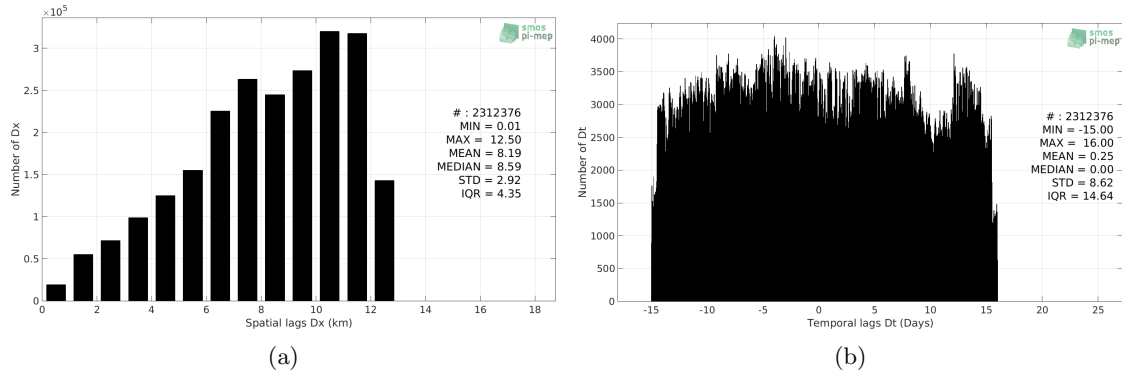 ×10⁵
smos
pi-mep
3
2.5
2
1.5
1
0.5
0
Number of Dx
# : 2312376
MIN = 0.01
MAX = 12.50
MEAN = 8.19
MEDIAN = 8.59
STD = 2.92
IQR = 4.35
0 2 4 6 8 10 12 14 16 18
Spatial lags Dx (km)
(a)
smos
pi-mep
4000
3500
3000
2500
2000
1500
1000
500
0
Number of Dt
# : 2312376
MIN = -15.00
MAX = 16.00
MEAN = 0.25
MEDIAN = 0.00
STD = 8.62
IQR = 14.64
-15 -10 -5 0 5 10 15 20 25
Temporal lags Dt (Days)
(b)